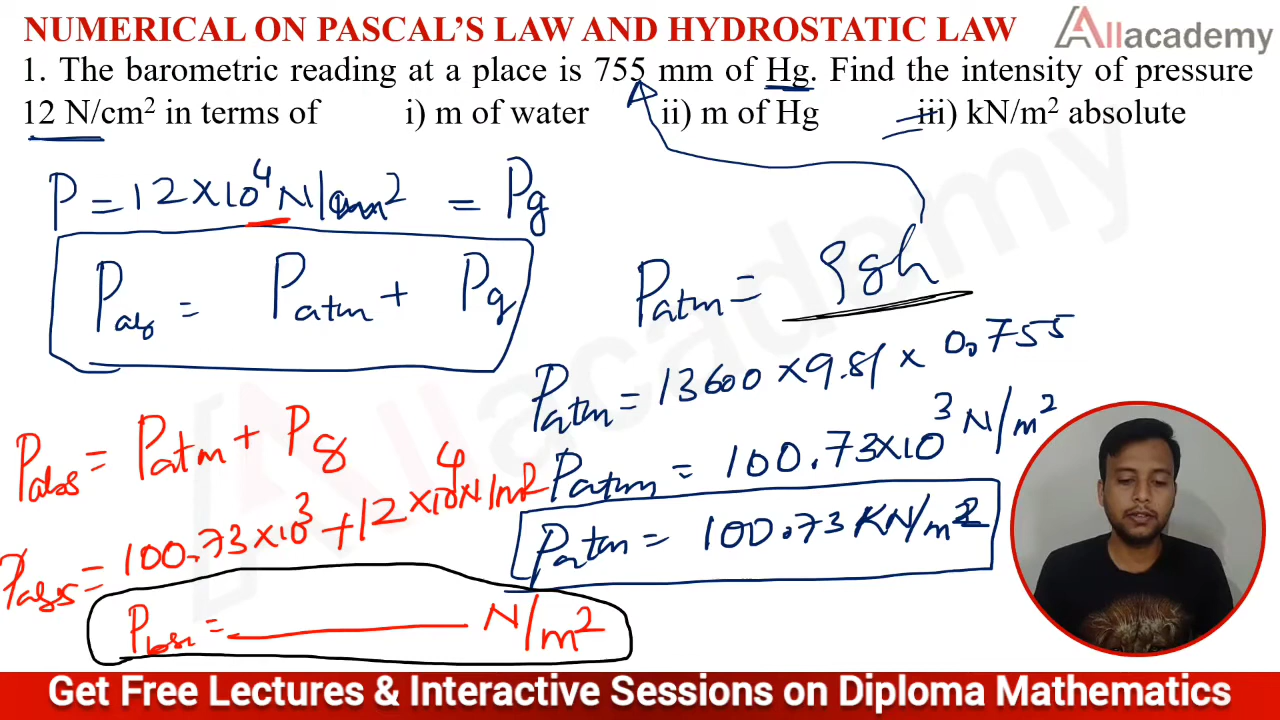 NUMERICAL ON PASCAL'S LAW AND HYDROSTATIC LAW
Allacademy
1. The barometric reading at a place is 755 mm of Hg. Find the intensity of pressure
12 N/cm² in terms of i) m of water ii) m of Hg iii) kN/m² absolute
P = 12×10⁴ N/m² = Pg
Pabs = Patm + Pg
Patm = ρgh
Patm = 13600 × 9.81 × 0.755
Patm = 100.73×10³ N/m²
Patm = 100.73 KN/m²
Pabs = Patm + Pg
Pabs = 100.73×10³ + 12×10⁴ N/m²
Pabs = ________ N/m²
Get Free Lectures & Interactive Sessions on Diploma Mathematics